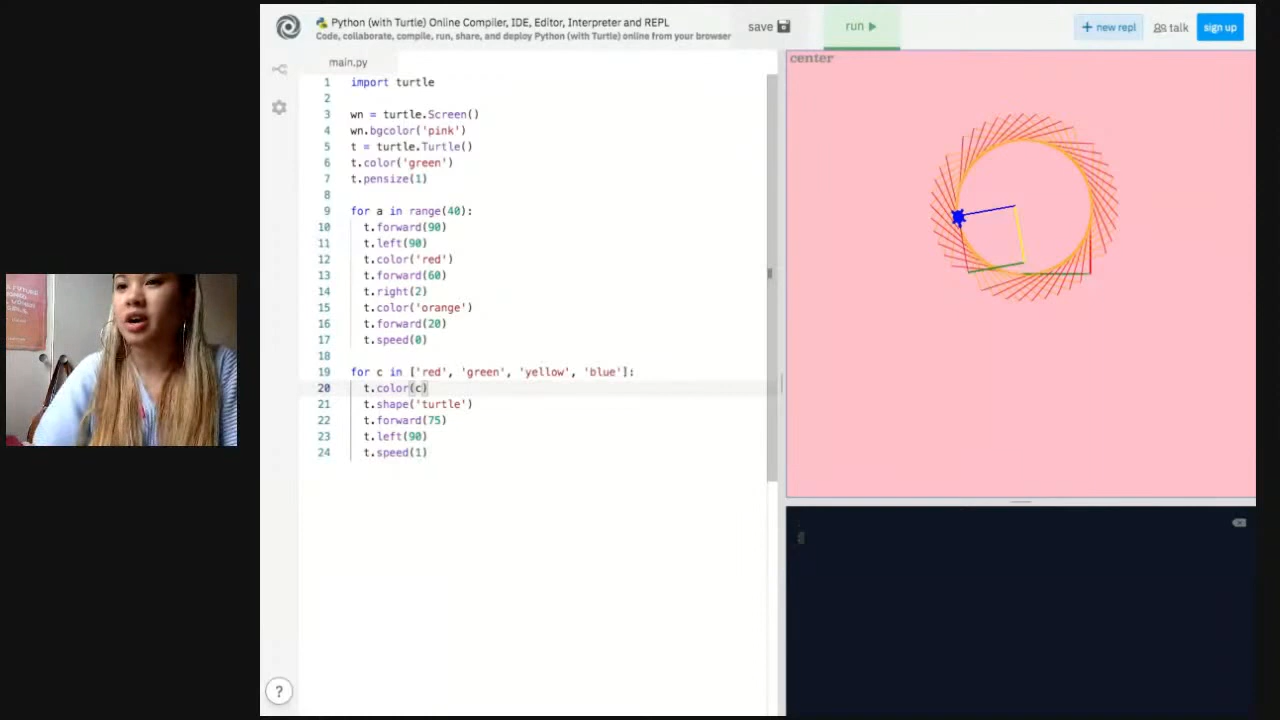 Python (with Turtle) Online Compiler, IDE, Editor, Interpreter and REPL
Code, collaborate, compile, run, share, and deploy Python (with Turtle) online from your browser
save
run
+ new repl
talk
sign up
main.py
center
1 import turtle
2
3 wn = turtle.Screen()
4 wn.bgcolor('pink')
5 t = turtle.Turtle()
6 t.color('green')
7 t.pensize(1)
8
9 for a in range(40):
10 t.forward(90)
11 t.left(90)
12 t.color('red')
13 t.forward(60)
14 t.right(2)
15 t.color('orange')
16 t.forward(20)
17 t.speed(0)
18
19 for c in ['red', 'green', 'yellow', 'blue']:
20 t.color(c)
21 t.shape('turtle')
22 t.forward(75)
23 t.left(90)
24 t.speed(1)
?